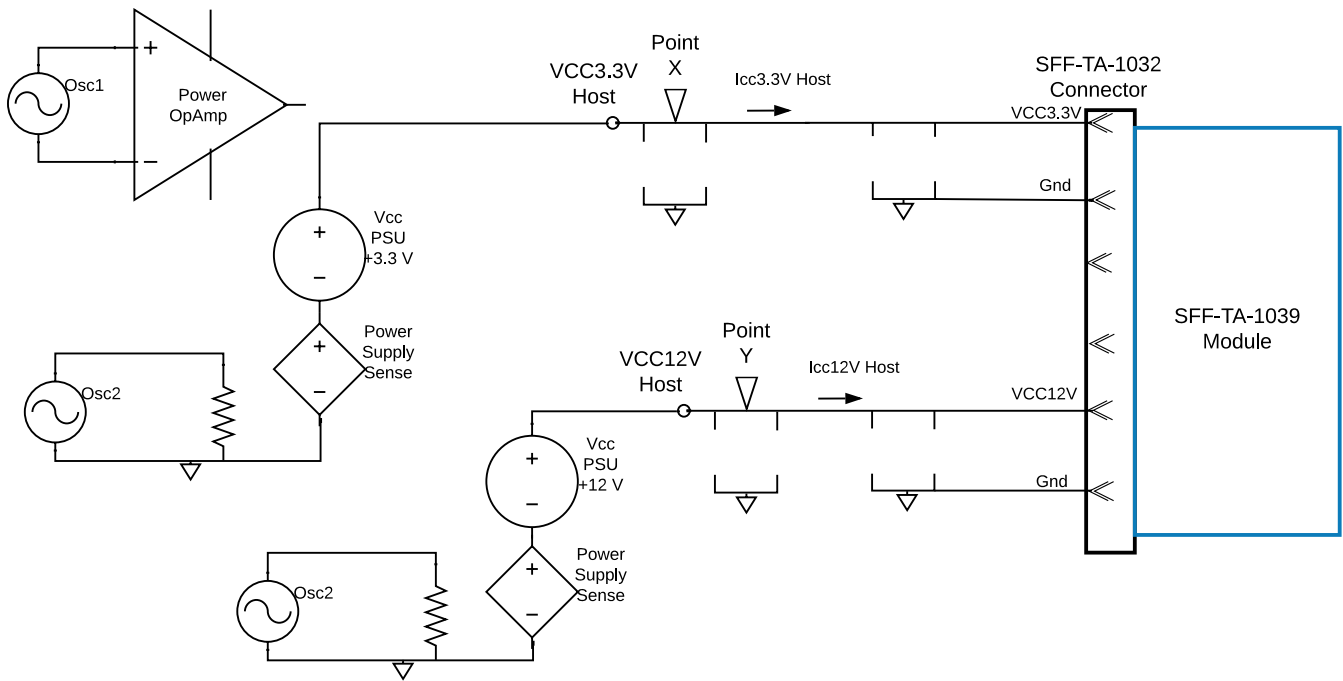 Osc1
+
−
Power
OpAmp
VCC3.3V
Host
Point
X
Icc3.3V Host
SFF-TA-1032
Connector
VCC3.3V
Gnd
Vcc
PSU
+3.3 V
+
−
Power
Supply
Sense
+
−
Osc2
SFF-TA-1039
Module
VCC12V
Host
Point
Y
Icc12V Host
VCC12V
Gnd
Vcc
PSU
+12 V
+
−
Power
Supply
Sense
+
−
Osc2